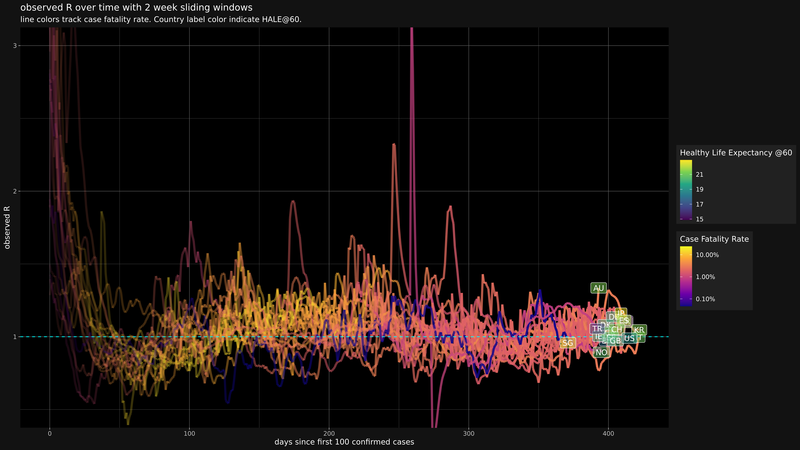 observed R over time with 2 week sliding windows
line colors track case fatality rate. Country label color indicate HALE@60.
3
2
1
observed R
0
100
200
300
400
days since first 100 confirmed cases
AU
TR
KR
US
GB
SG
NO
Healthy Life Expectancy @60
21
19
17
15
Case Fatality Rate
10.00%
1.00%
0.10%